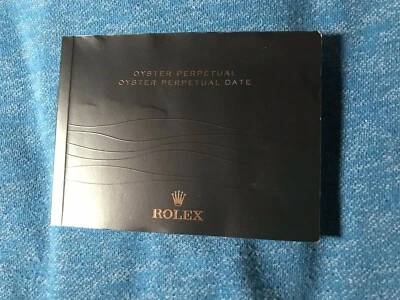 OYSTER PERPETUAL
OYSTER PERPETUAL DATE
ROLEX